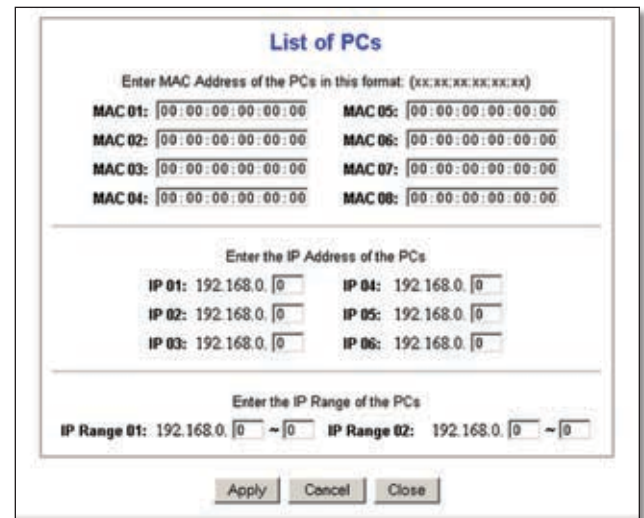 List of PCs
Enter MAC Address of the PCs in this format: (xx:xx:xx:xx:xx:xx)
MAC 01: 00:00:00:00:00:00 MAC 05: 00:00:00:00:00:00
MAC 02: 00:00:00:00:00:00 MAC 06: 00:00:00:00:00:00
MAC 03: 00:00:00:00:00:00 MAC 07: 00:00:00:00:00:00
MAC 04: 00:00:00:00:00:00 MAC 08: 00:00:00:00:00:00
Enter the IP Address of the PCs
IP 01: 192.168.0. 0 IP 04: 192.168.0. 0
IP 02: 192.168.0. 0 IP 05: 192.168.0. 0
IP 03: 192.168.0. 0 IP 06: 192.168.0. 0
Enter the IP Range of the PCs
IP Range 01: 192.168.0. 0 ~ 0 IP Range 02: 192.168.0. 0 ~ 0
Apply Cancel Close